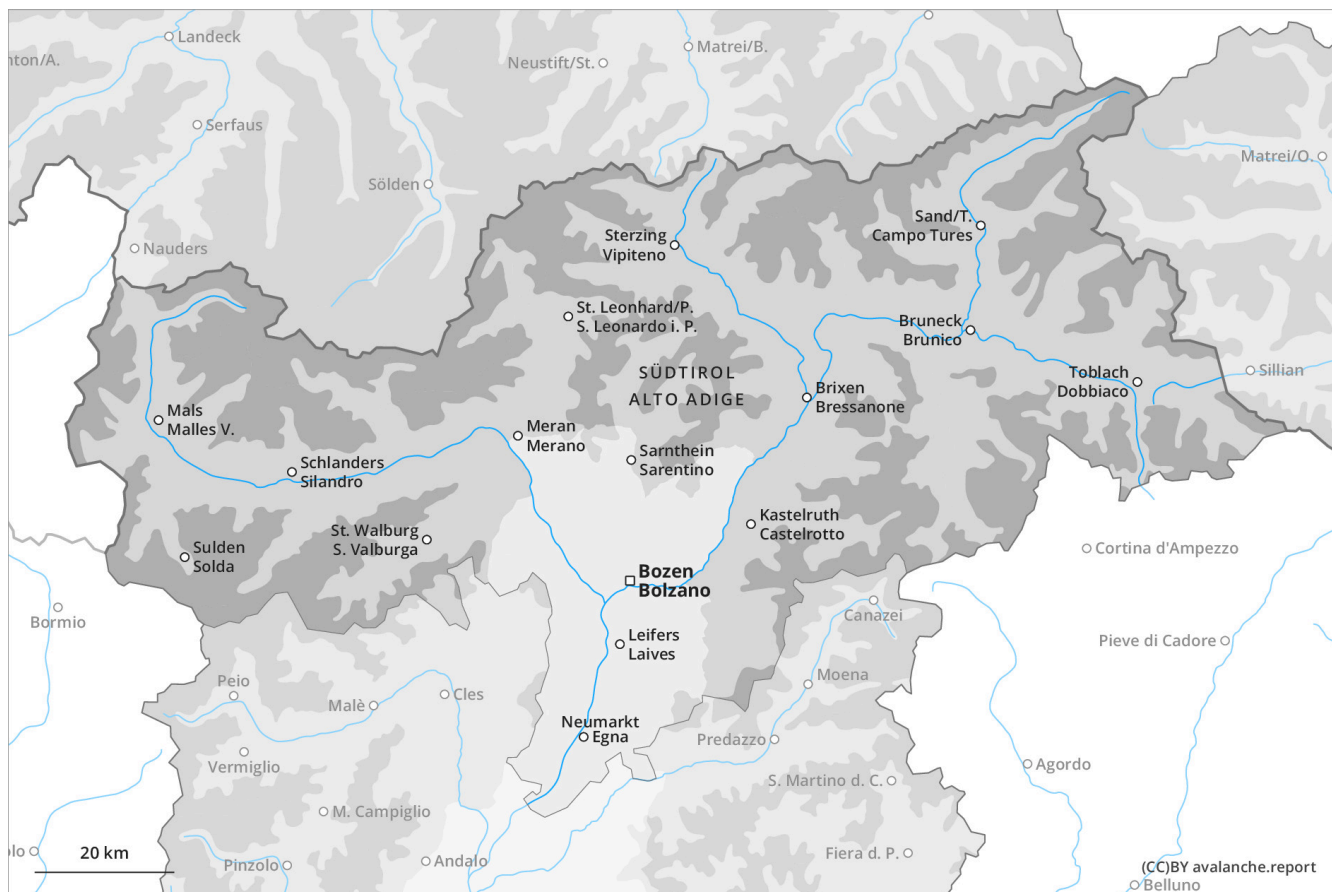 Landeck
nton/A.
Matrei/B.
Neustift/St.
Serfaus
Matrei/O.
Sölden
Sand/T.
Campo Tures
Sterzing
Vipiteno
Nauders
St. Leonhard/P.
S. Leonardo i. P.
Bruneck
Brunico
SÜDTIROL
ALTO ADIGE
Toblach
Dobbiaco
Sillian
Brixen
Bressanone
Mals
Malles V.
Meran
Merano
Sarnthein
Sarentino
Schlanders
Silandro
Kastelruth
Castelrotto
St. Walburg
S. Valburga
Sulden
Solda
Cortina d'Ampezzo
Bozen
Bolzano
Bormio
Canazei
Leifers
Laives
Pieve di Cadore
Peio
Moena
Malè
Cles
Neumarkt
Egna
Predazzo
Vermiglio
Agordo
S. Martino d. C.
M. Campiglio
olo
20 km
Pinzolo
Andalo
Fiera d. P.
(CC)BY avalanche.report
Belluno